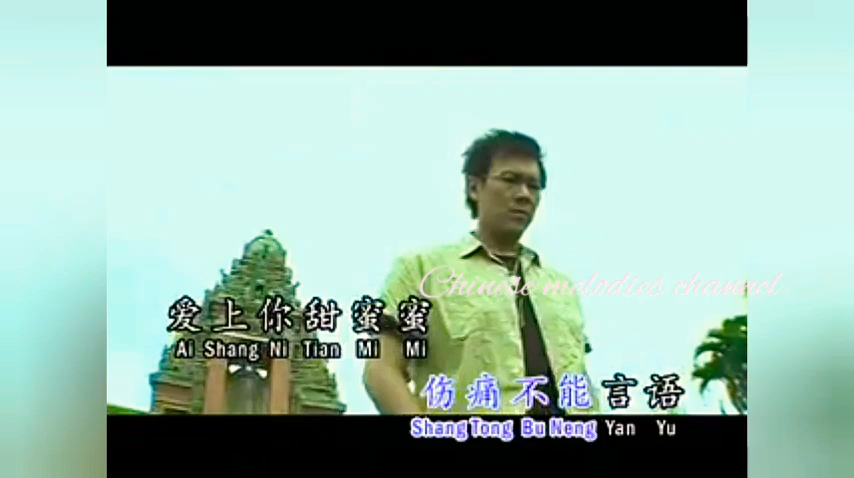 Chinese melodies channel
爱上你甜蜜蜜
Ai Shang Ni Tian Mi Mi
伤痛不能言语
Shang Tong Bu Neng Yan Yu